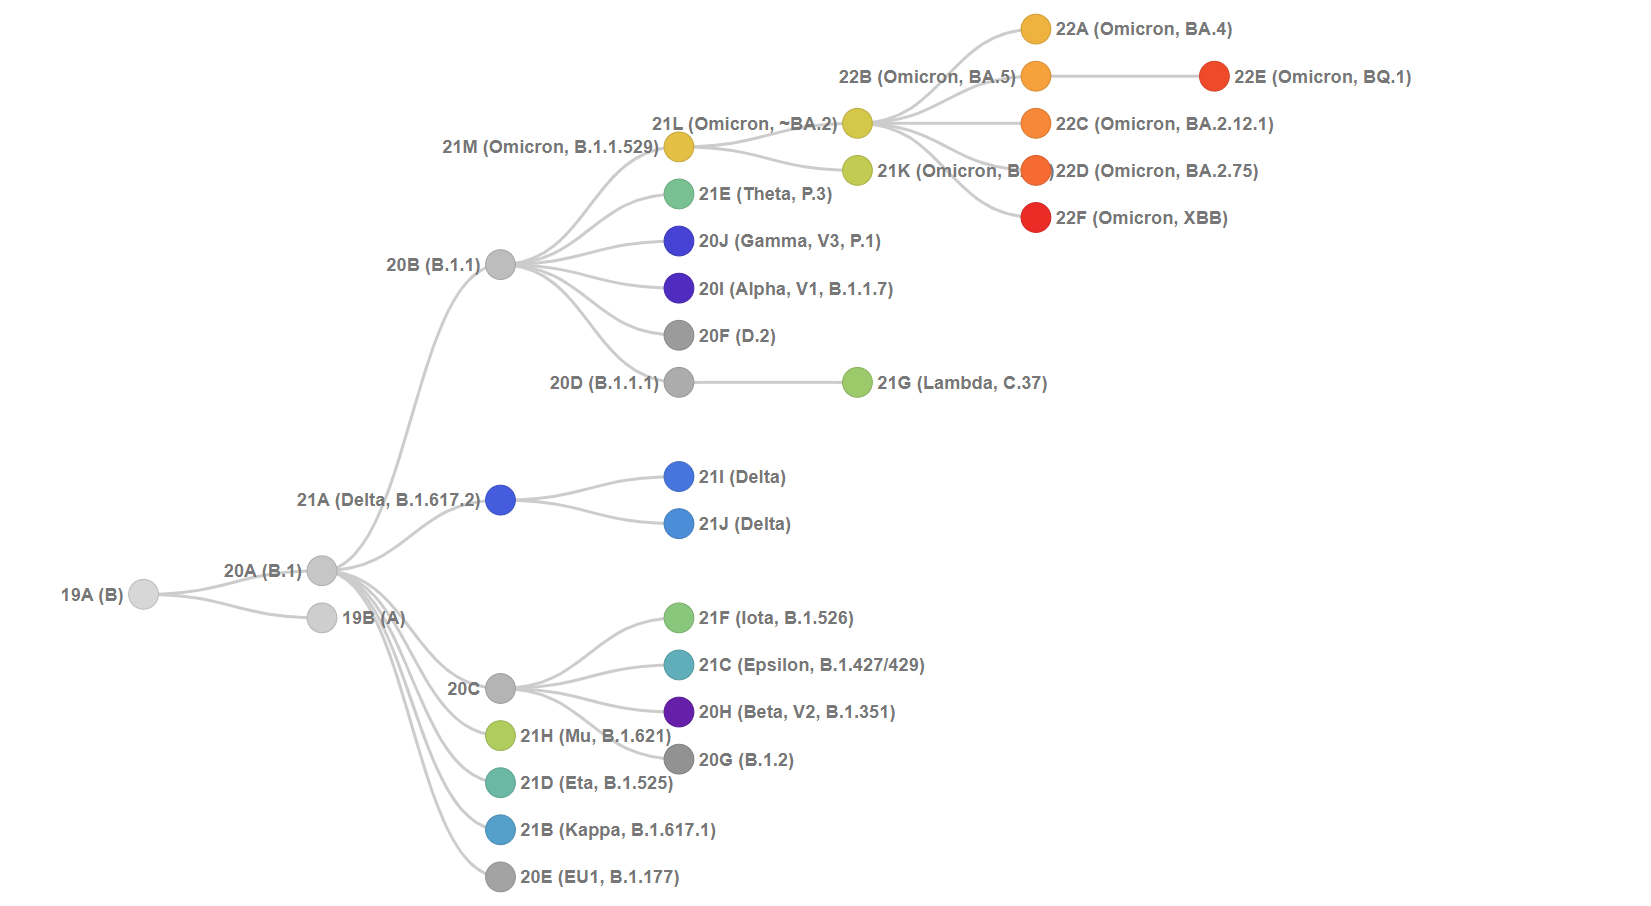 22A (Omicron, BA.4)
22B (Omicron, BA.5)
22E (Omicron, BQ.1)
21L (Omicron, ~BA.2)
22C (Omicron, BA.2.12.1)
21M (Omicron, B.1.1.529)
21K (Omicron,
22D (Omicron, BA.2.75)
21E (Theta, P.3)
22F (Omicron, XBB)
20J (Gamma, V3, P.1)
20B (B.1.1)
20I (Alpha, V1, B.1.1.7)
20F (D.2)
20D (B.1.1.1)
21G (Lambda, C.37)
21I (Delta)
21A (Delta, B.1.617.2)
21J (Delta)
20A (B.1)
19A (B)
19B (A)
21F (Iota, B.1.526)
21C (Epsilon, B.1.427/429)
20C
20H (Beta, V2, B.1.351)
21H (Mu, B.1.621)
20G (B.1.2)
21D (Eta, B.1.525)
21B (Kappa, B.1.617.1)
20E (EU1, B.1.177)